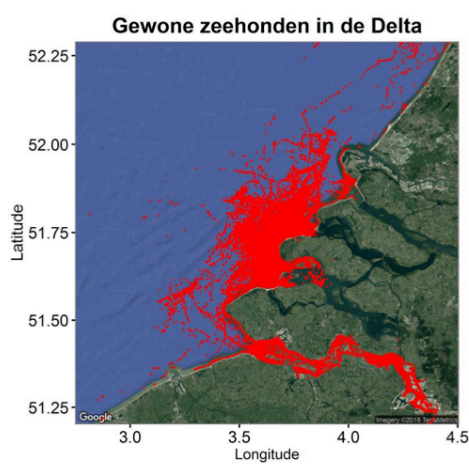 Gewone zeehonden in de Delta
52.25
52.00
51.75
51.50
51.25
Latitude
Google
Imagery ©2018 TerraMetrics
3.0
3.5
4.0
4.5
Longitude